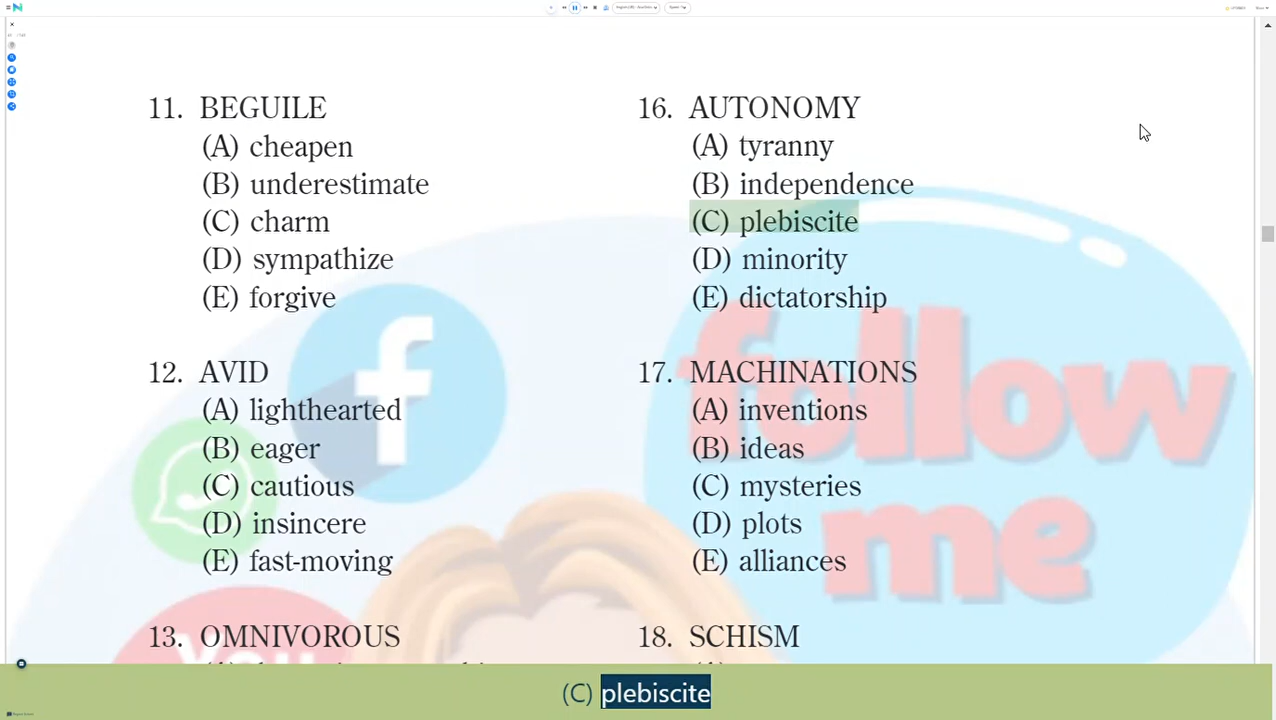 11. BEGUILE
(A) cheapen
(B) underestimate
(C) charm
(D) sympathize
(E) forgive
12. AVID
(A) lighthearted
(B) eager
(C) cautious
(D) insincere
(E) fast-moving
13. OMNIVOROUS
16. AUTONOMY
(A) tyranny
(B) independence
(C) plebiscite
(D) minority
(E) dictatorship
17. MACHINATIONS
(A) inventions
(B) ideas
(C) mysteries
(D) plots
(E) alliances
18. SCHISM
follow
me
You
(C) plebiscite